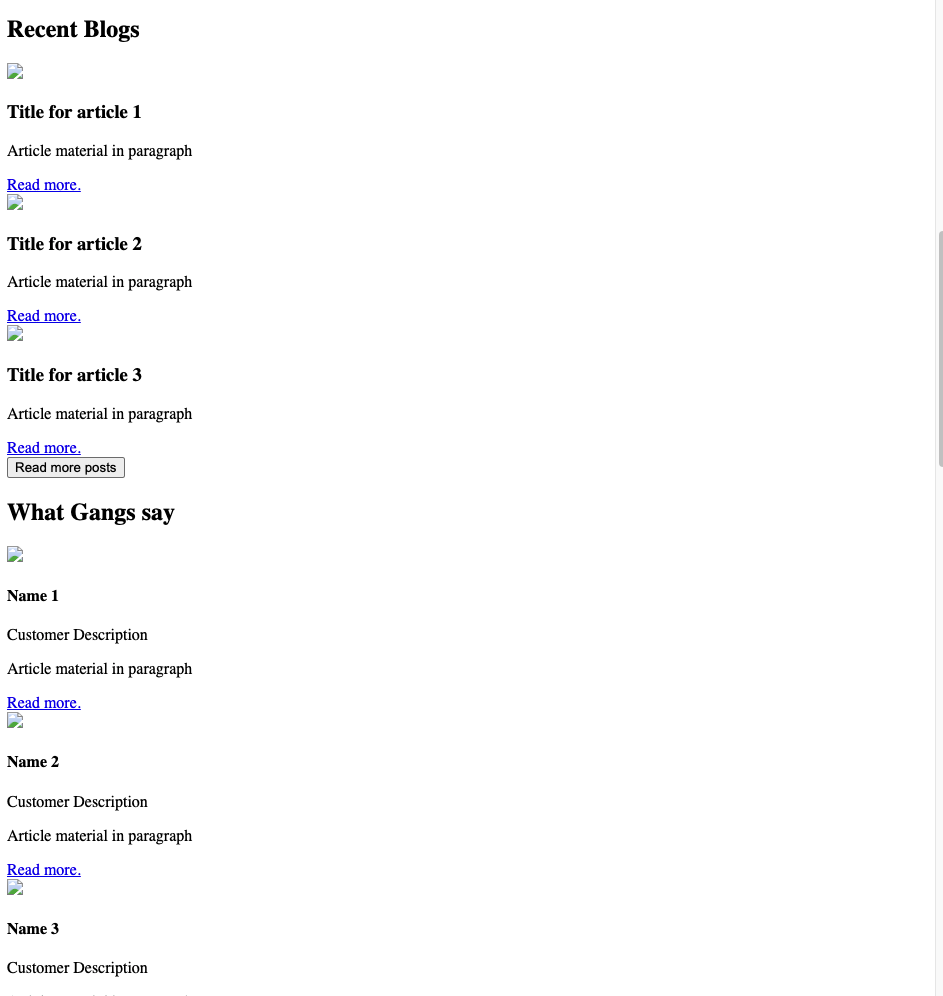 Recent Blogs
Title for article 1
Article material in paragraph
Read more.
Title for article 2
Article material in paragraph
Read more.
Title for article 3
Article material in paragraph
Read more.
Read more posts
What Gangs say
Name 1
Customer Description
Article material in paragraph
Read more.
Name 2
Customer Description
Article material in paragraph
Read more.
Name 3
Customer Description